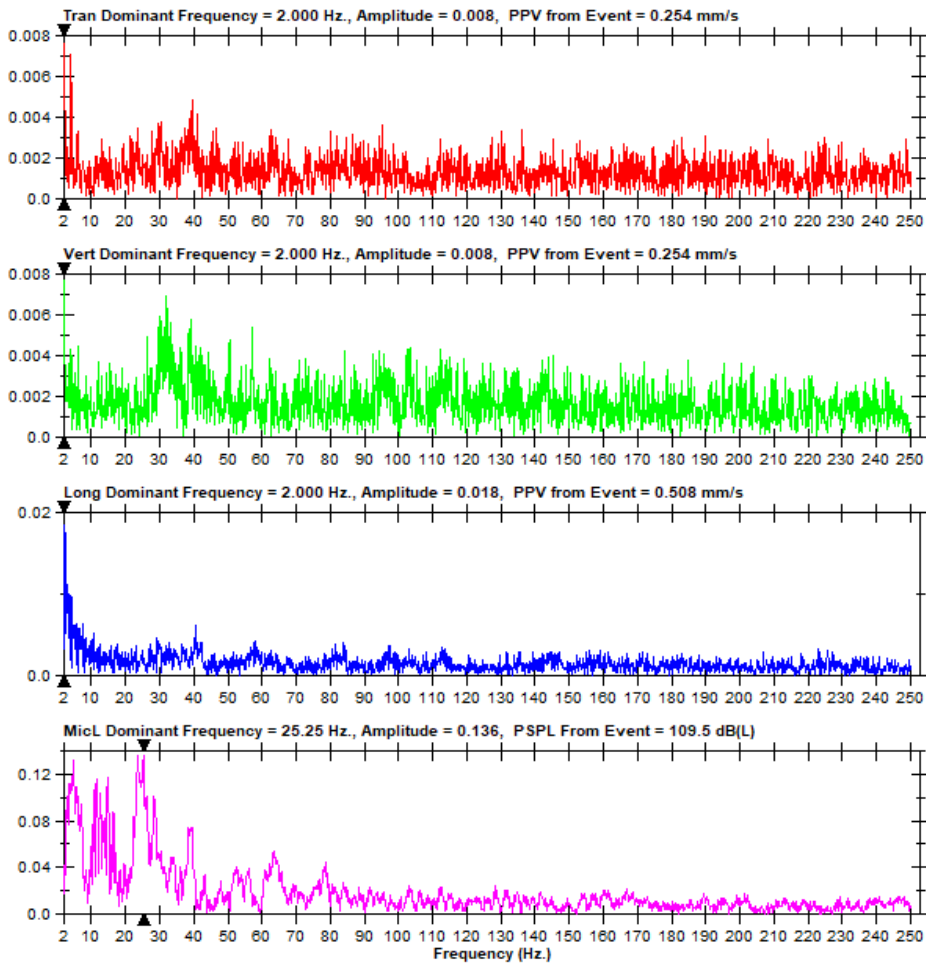 Tran Dominant Frequency = 2.000 Hz., Amplitude = 0.008, PPV from Event = 0.254 mm/s
0.008
0.006
0.004
0.002
0.0
2 10 20 30 40 50 60 70 80 90 100 110 120 130 140 150 160 170 180 190 200 210 220 230 240 250
Vert Dominant Frequency = 2.000 Hz., Amplitude = 0.008, PPV from Event = 0.254 mm/s
0.008
0.006
0.004
0.002
0.0
2 10 20 30 40 50 60 70 80 90 100 110 120 130 140 150 160 170 180 190 200 210 220 230 240 250
Long Dominant Frequency = 2.000 Hz., Amplitude = 0.018, PPV from Event = 0.508 mm/s
0.02
0.0
2 10 20 30 40 50 60 70 80 90 100 110 120 130 140 150 160 170 180 190 200 210 220 230 240 250
MicL Dominant Frequency = 25.25 Hz., Amplitude = 0.136, PSPL From Event = 109.5 dB(L)
0.12
0.08
0.04
0.0
2 10 20 30 40 50 60 70 80 90 100 110 120 130 140 150 160 170 180 190 200 210 220 230 240 250
Frequency (Hz.)